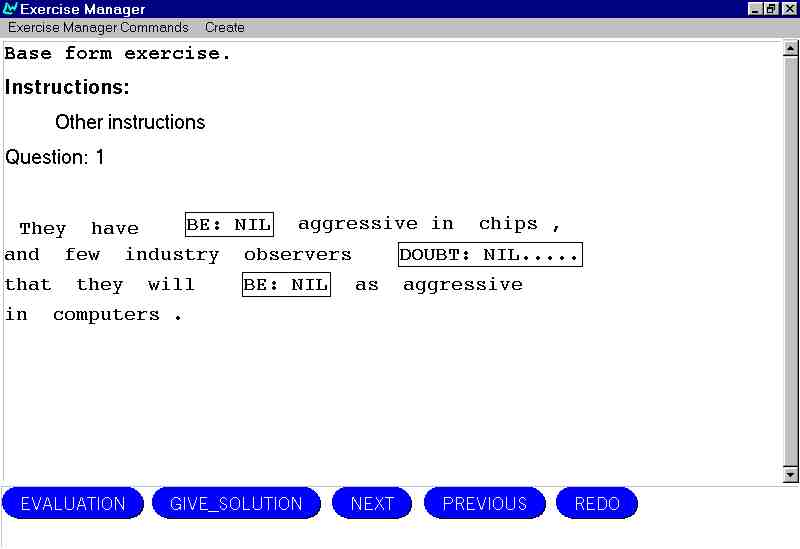 Exercise Manager
Exercise Manager Commands Create
Base form exercise.
Instructions:
Other instructions
Question: 1
They have BE: NIL aggressive in chips ,
and few industry observers DOUBT: NIL.....
that they will BE: NIL as aggressive
in computers .
EVALUATION GIVE_SOLUTION NEXT PREVIOUS REDO